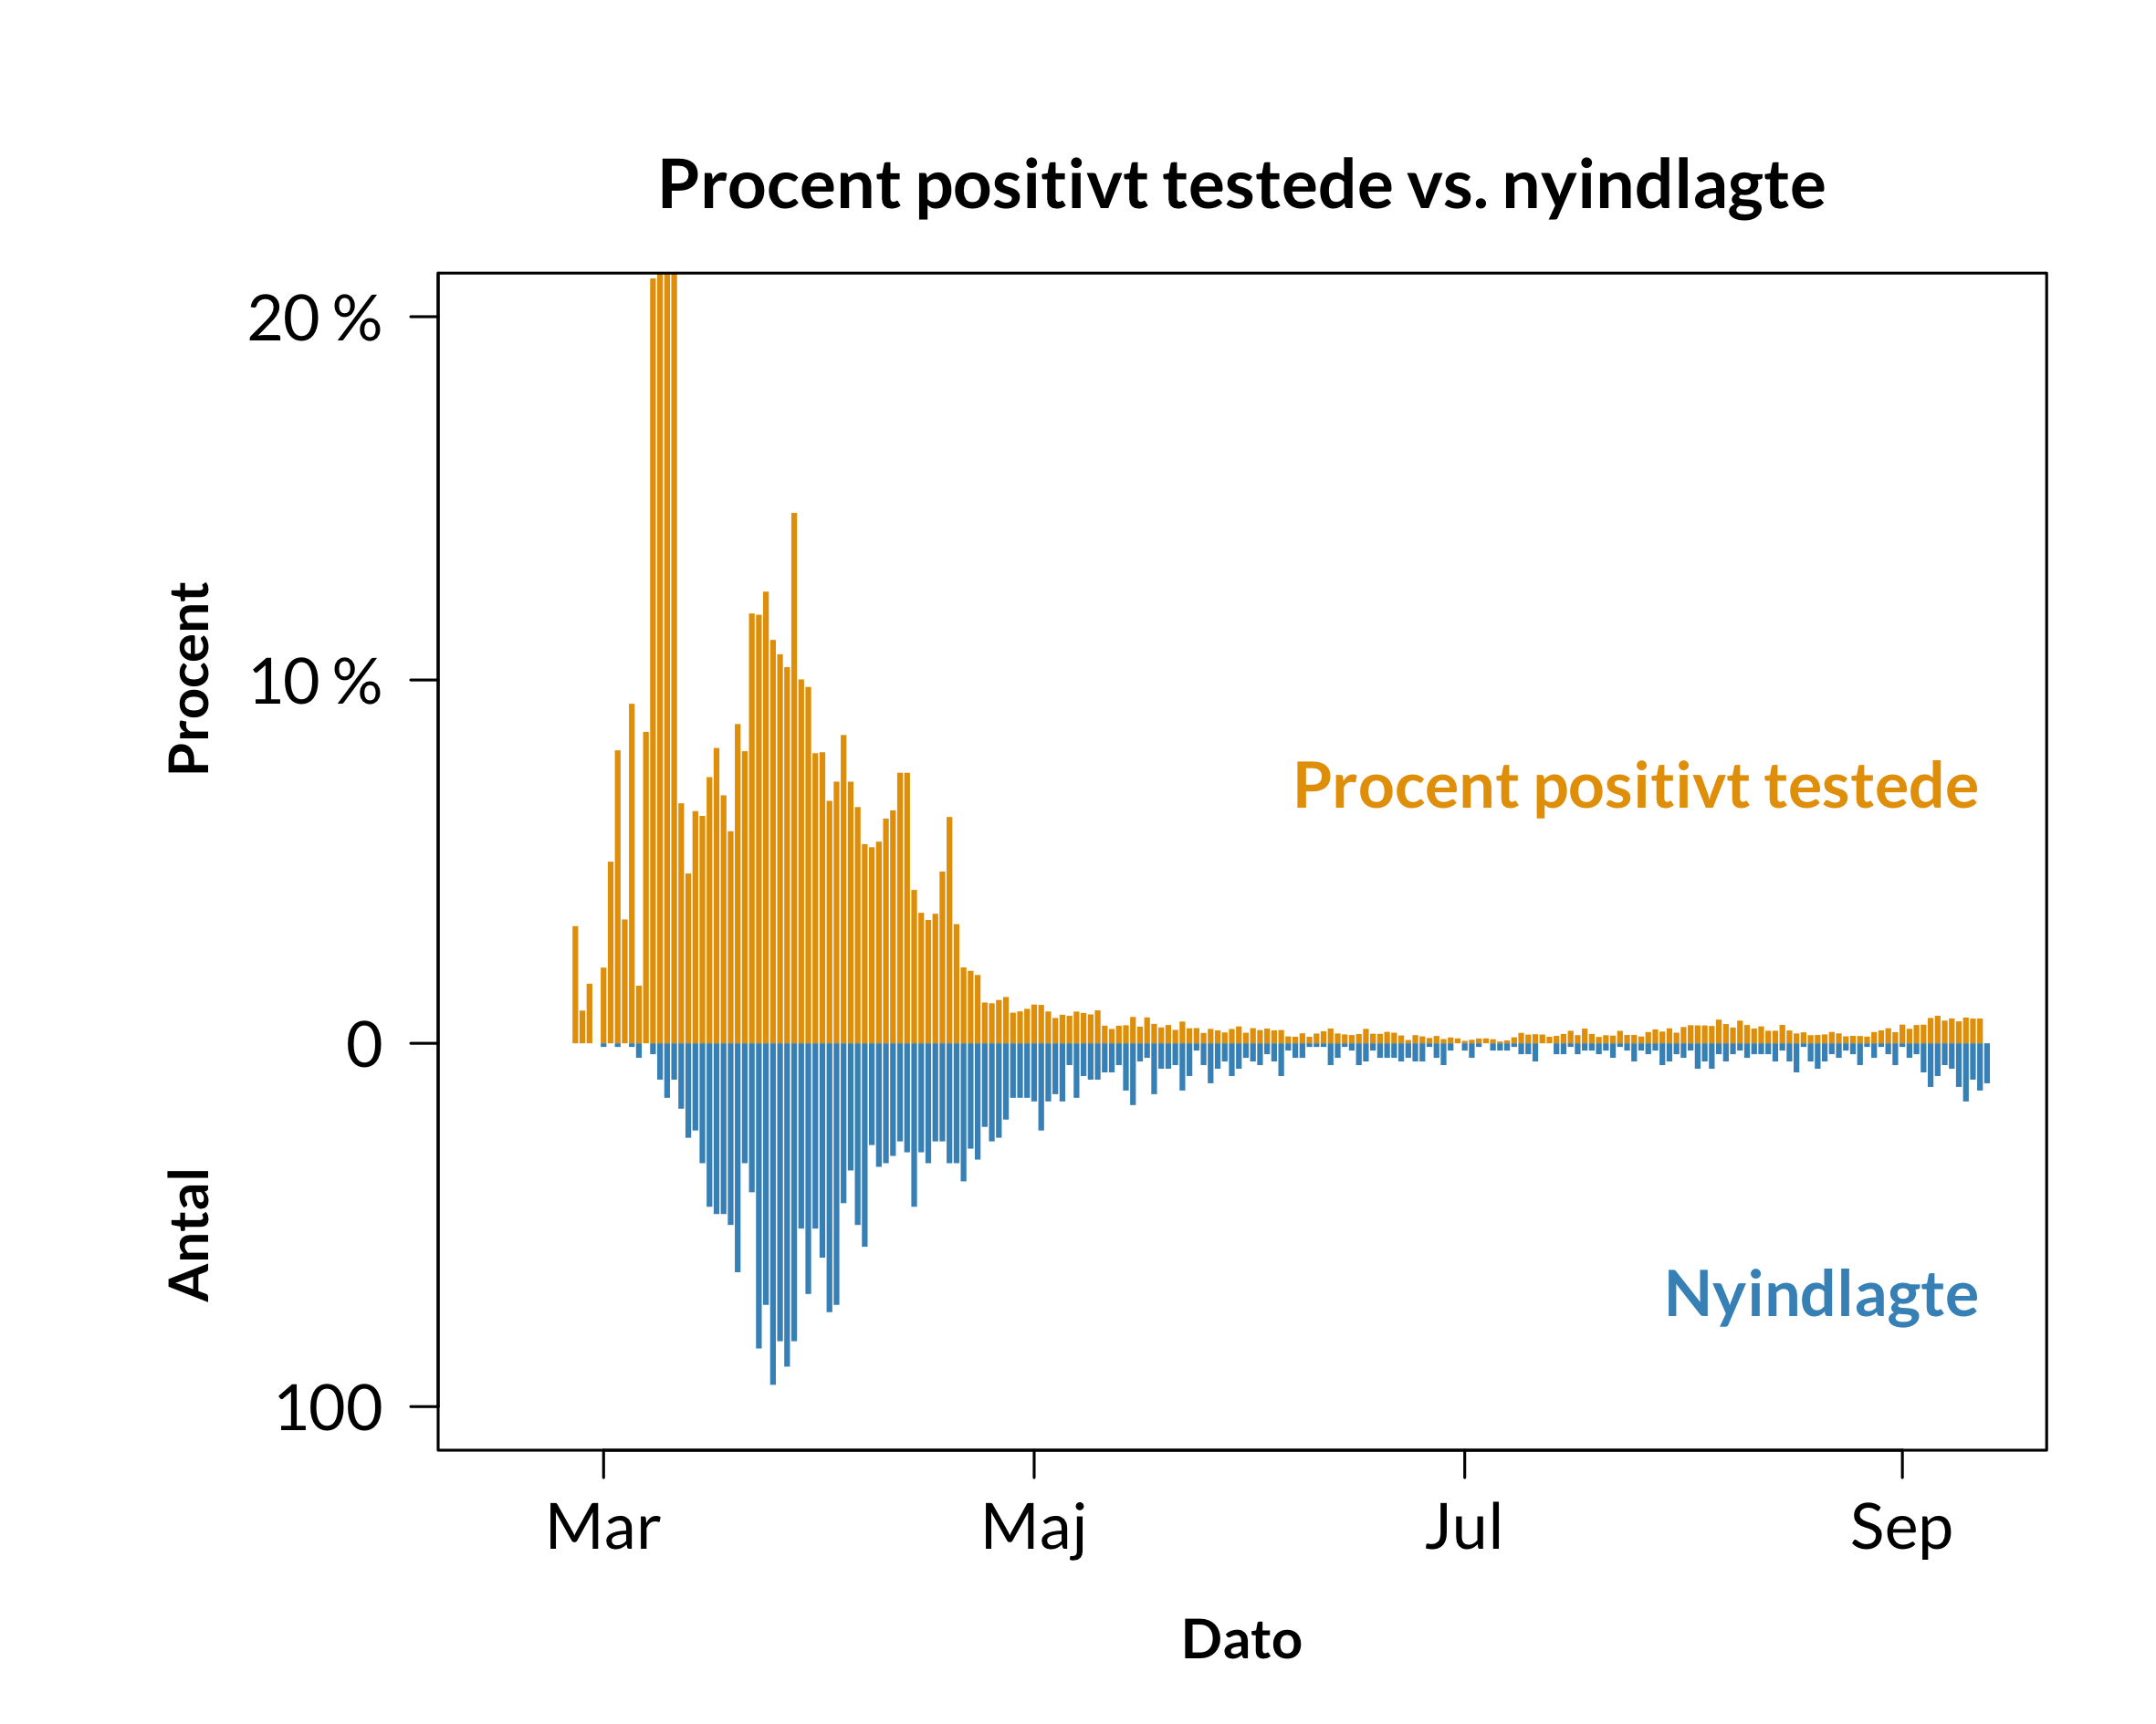 Procent positivt testede vs. nyindlagte
20 %
Procent
10 %
Procent positivt testede
0
Antal
Nyindlagte
100
Mar Maj Jul Sep
Dato